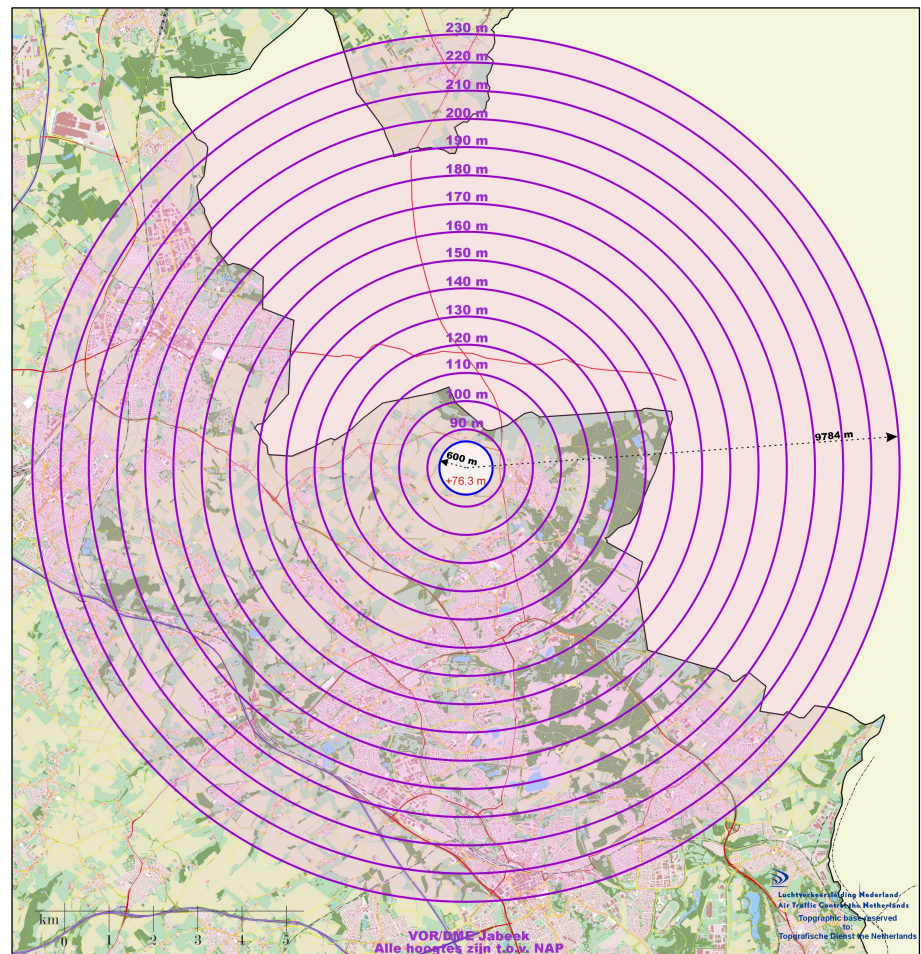 230 m
220 m
210 m
200 m
190 m
180 m
170 m
160 m
150 m
140 m
130 m
120 m
110 m
100 m
90 m
9784 m
600 m
+76.3 m
Luchtverkeersleiding Nederland
Air Traffic Control the Netherlands
Topgraphic base reserved
to:
Topgrafische Dienst the Netherlands
km
0 1 2 3 4 5
VOR/DME Jabeek
Alle hoogtes zijn t.o.v. NAP